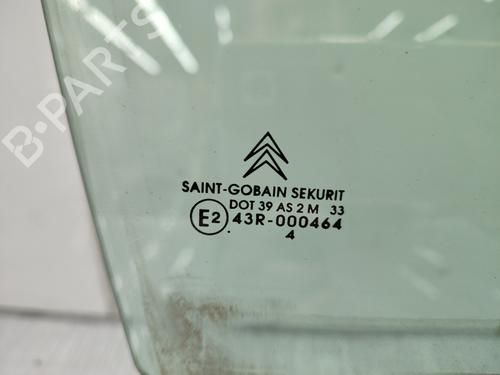 B-PARTS
SAINT-GOBAIN SEKURIT
DOT 39 AS 2 M 33
E2 43R-000464
4